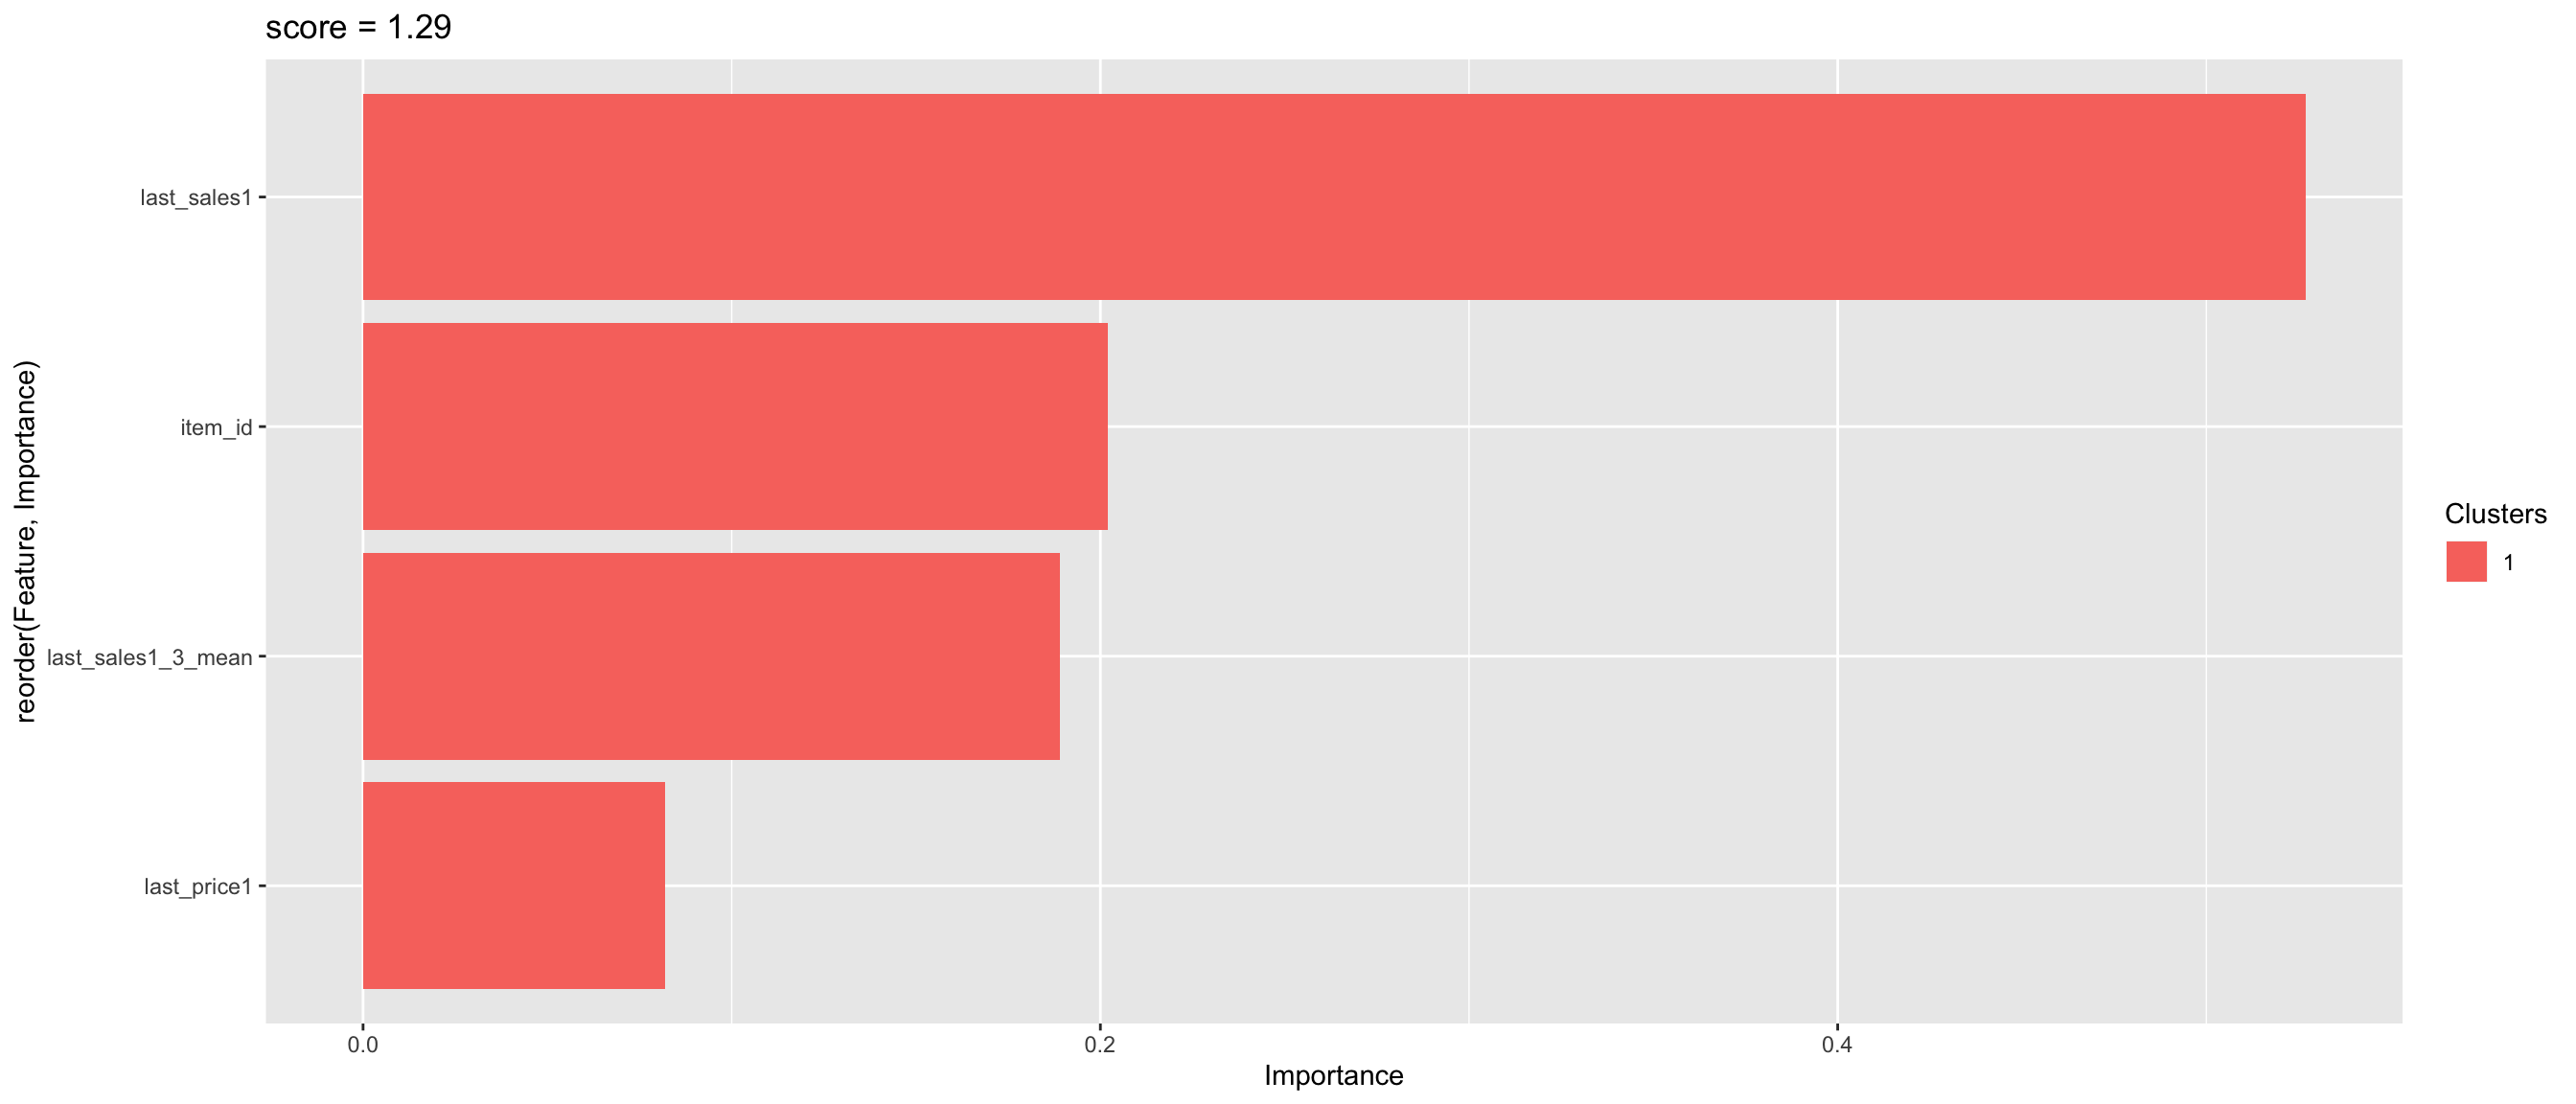 score = 1.29
reorder(Feature, Importance)
last_sales1
item_id
last_sales1_3_mean
last_price1
0.0
0.2
0.4
Importance
Clusters
1